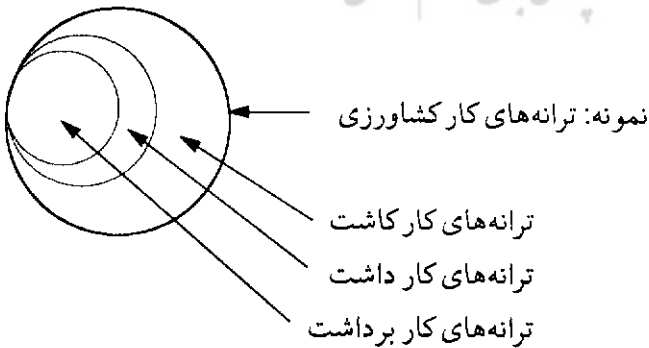 نمونه: ترانه‌های کار کشاورزی
ترانه‌های کار کاشت
ترانه‌های کار داشت
ترانه‌های کار برداشت